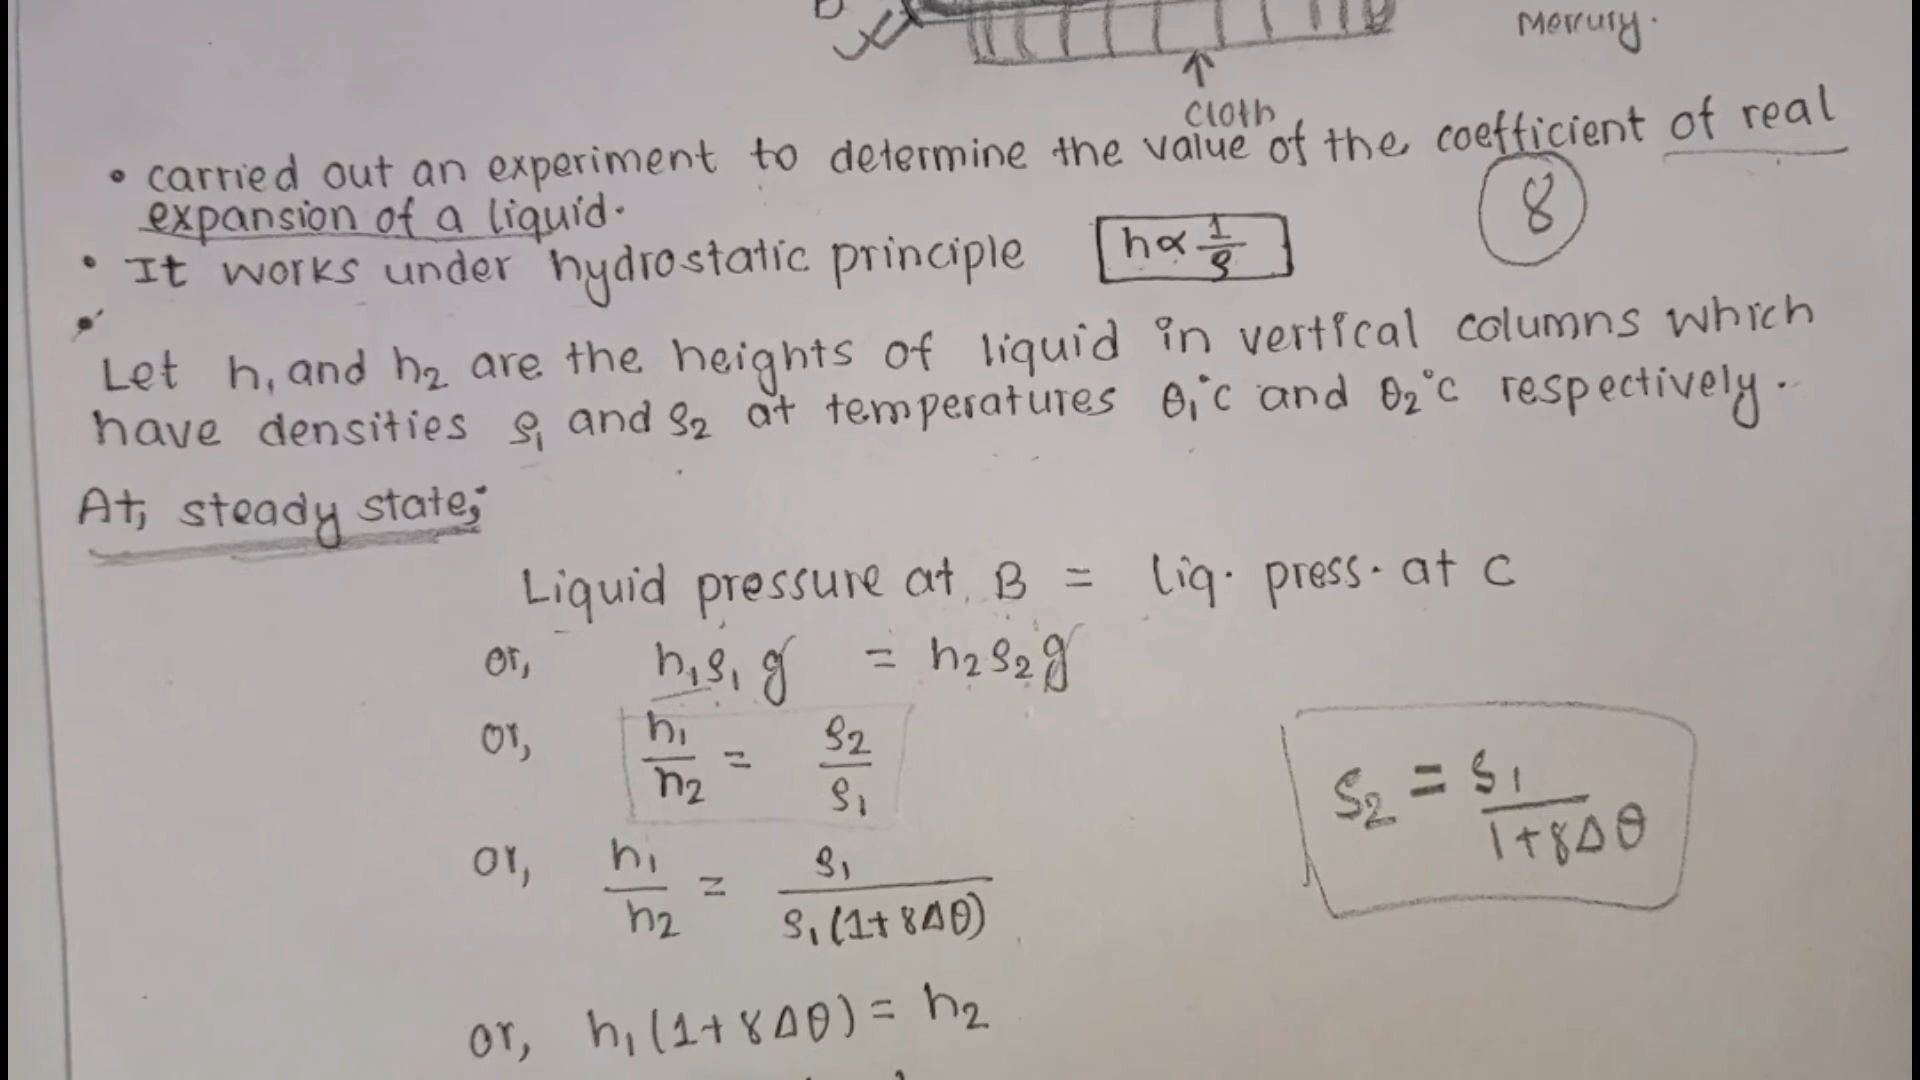 B
Mercury.
cloth
• carried out an experiment to determine the value of the coefficient of real
expansion of a liquid.
γ
• It works under hydrostatic principle h ∝ 1/ρ
•
Let h₁ and h₂ are the heights of liquid in vertical columns which
have densities ρ₁ and ρ₂ at temperatures θ₁°C and θ₂°C respectively.
At, steady state;
Liquid pressure at B = liq. press. at C
or, h₁ρ₁g = h₂ρ₂g
or, h₁/h₂ = ρ₂/ρ₁
ρ₂ = ρ₁/1+γΔθ
or, h₁/h₂ = ρ₁/ρ₁(1+γΔθ)
or, h₁(1+γΔθ) = h₂